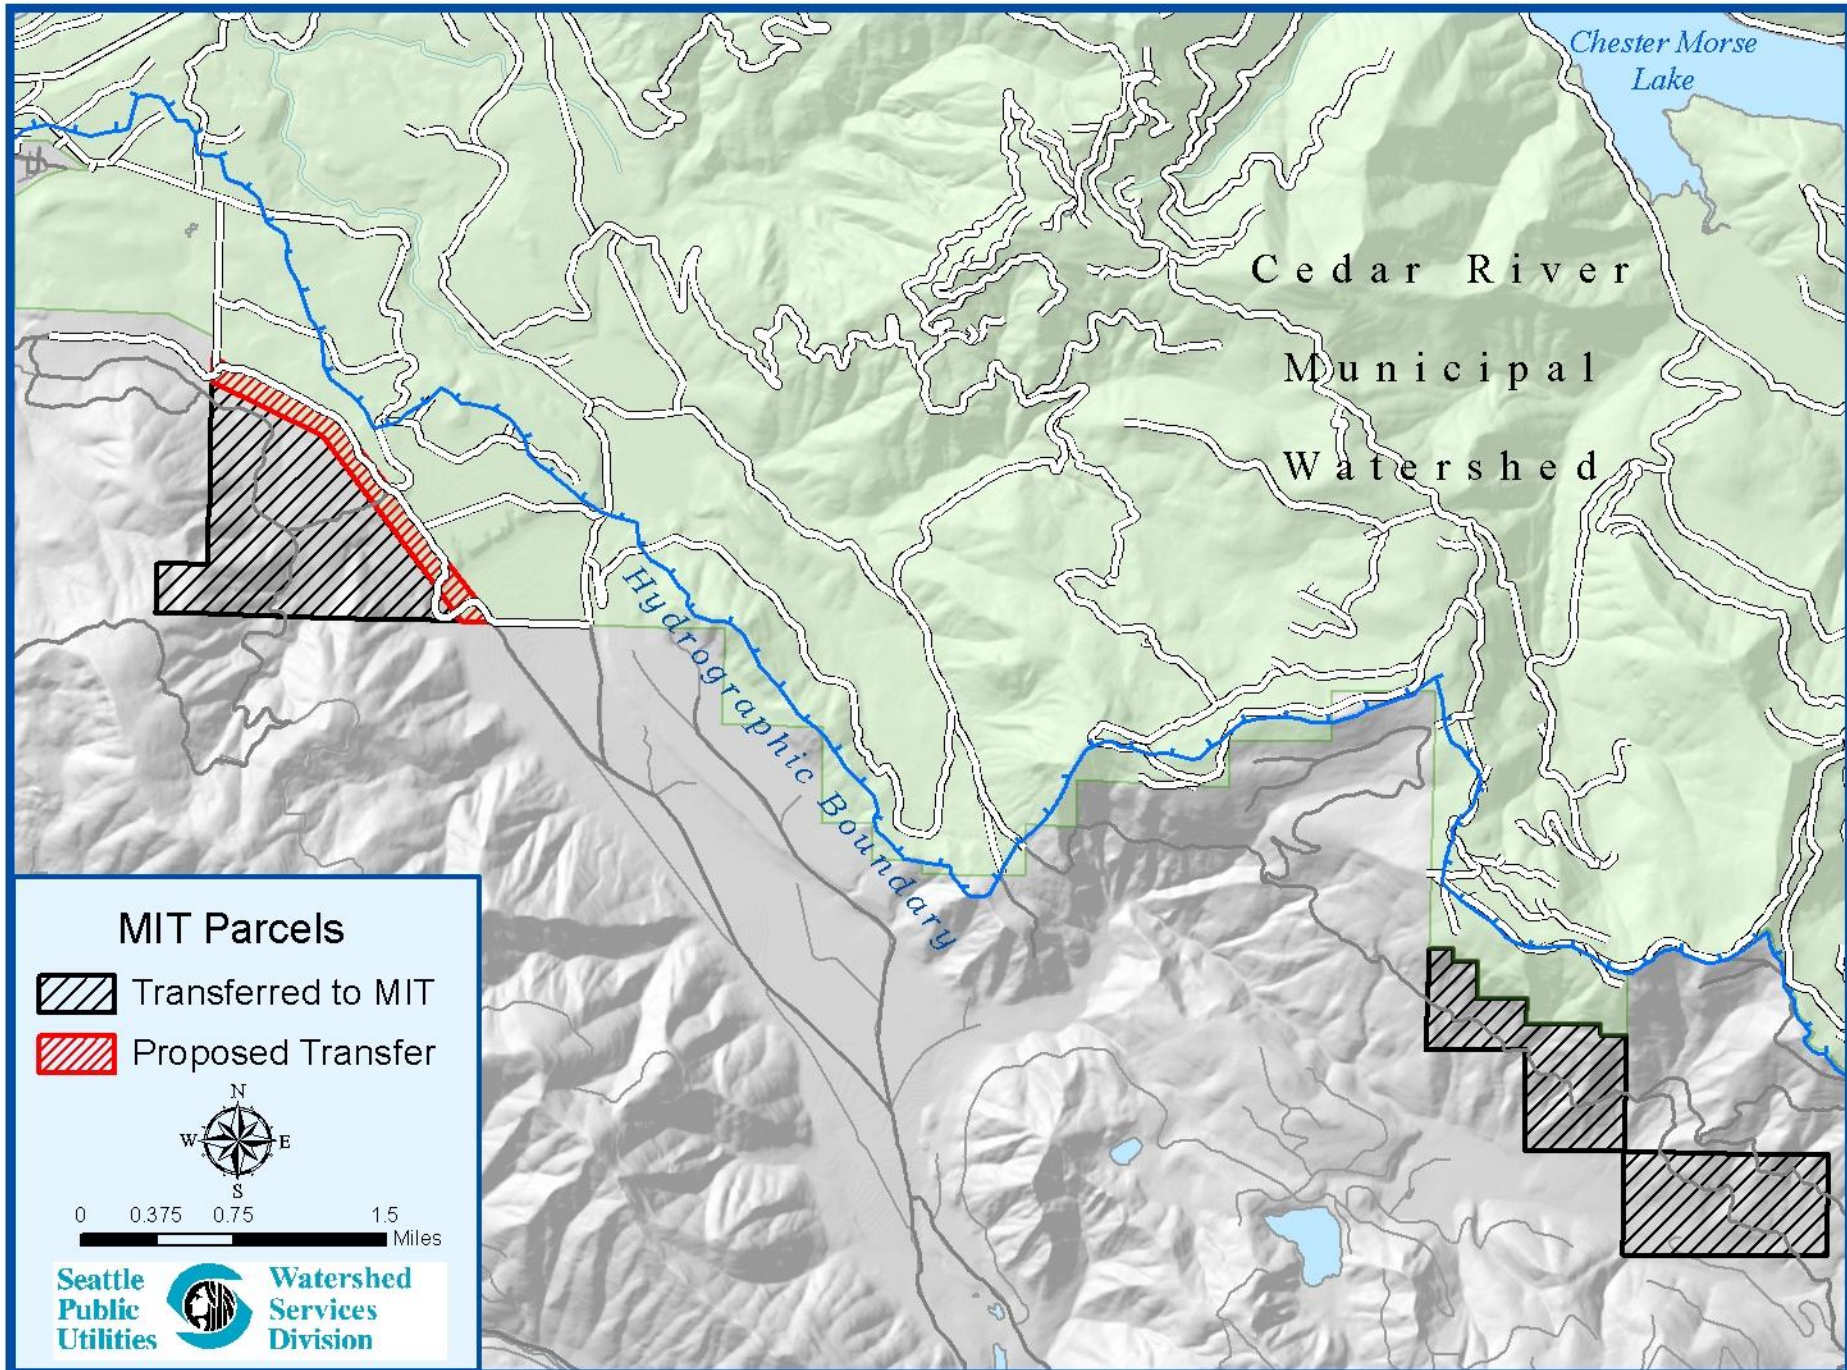 Chester Morse
Lake
Cedar River
Municipal
Watershed
Hydrographic Boundary
MIT Parcels
Transferred to MIT
Proposed Transfer
N
W E
S
0 0.375 0.75 1.5
Miles
Seattle
Public
Utilities
Watershed
Services
Division